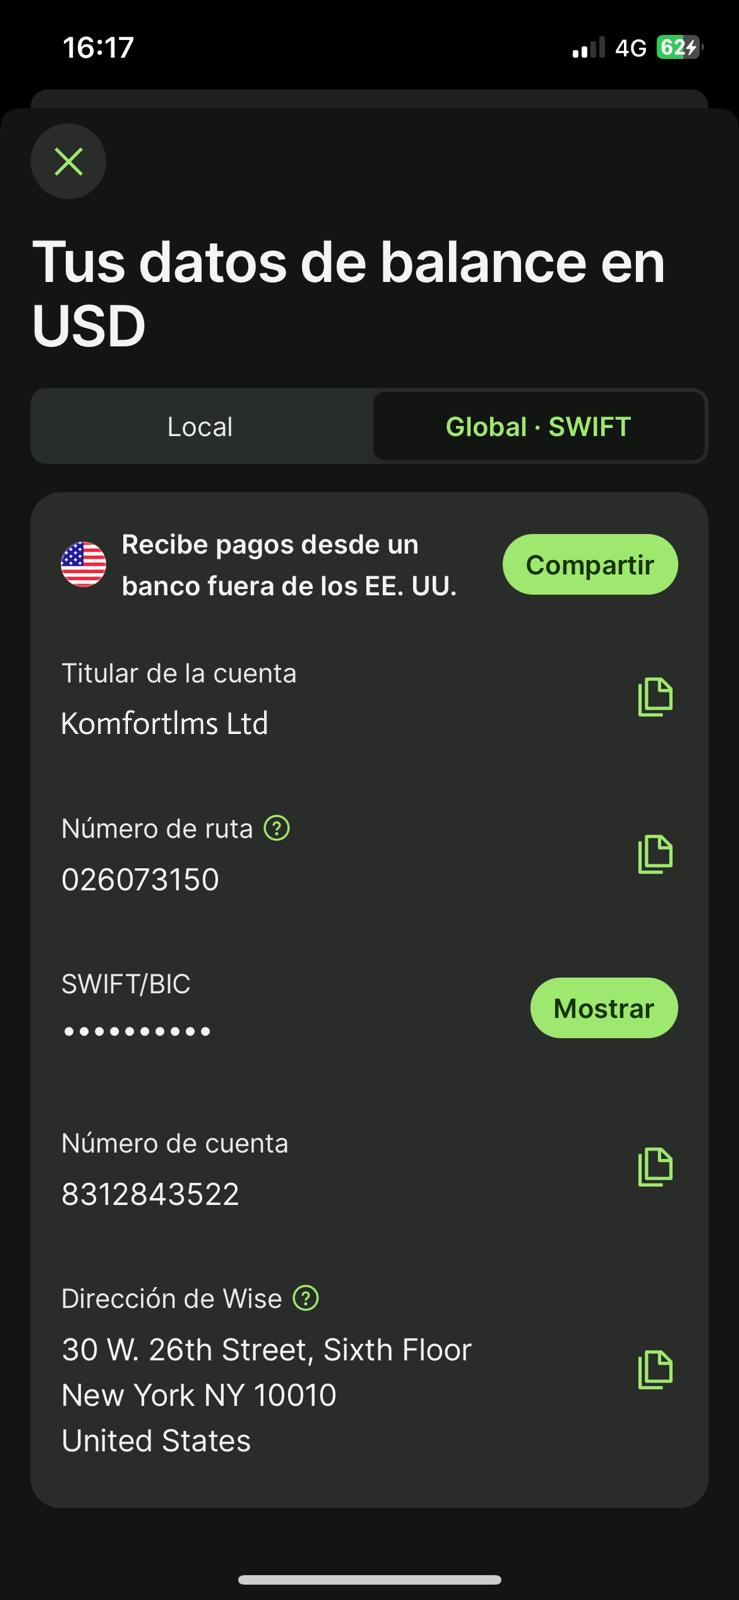 16:17
4G
62
Tus datos de balance en
USD
Local
Global · SWIFT
Recibe pagos desde un
banco fuera de los EE. UU.
Compartir
Titular de la cuenta
Komfortlms Ltd
Número de ruta
026073150
SWIFT/BIC
••••••••••
Mostrar
Número de cuenta
8312843522
Dirección de Wise
30 W. 26th Street, Sixth Floor
New York NY 10010
United States